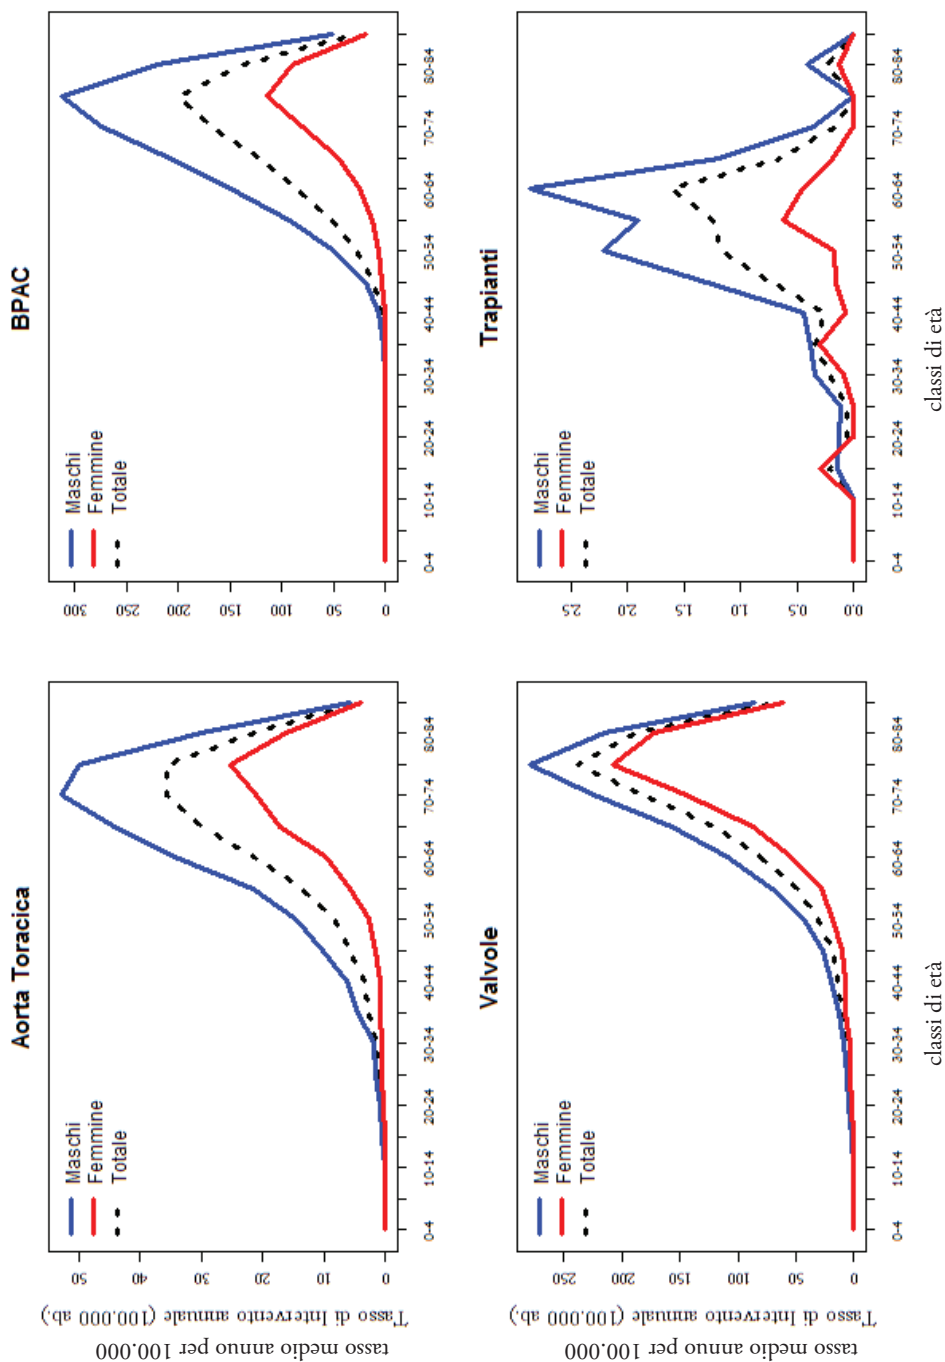 Aorta Toracica
Maschi
Femmine
Totale
tasso medio annuo per 100.000
Tasso di Intervento annuale (100.000 ab.
50
40
30
20
10
0
0-4
10-14
20-24
30-34
40-44
50-54
60-64
70-74
80-84
BPAC
Maschi
Femmine
Totale
300
250
200
150
100
50
0
0-4
10-14
20-24
30-34
40-44
50-54
60-64
70-74
80-84
Valvole
Maschi
Femmine
Totale
tasso medio annuo per 100.000
Tasso di Intervento annuale (100.000 ab.
250
200
150
100
50
0
0-4
10-14
20-24
30-34
40-44
50-54
60-64
70-74
80-84
classi di età
Trapianti
Maschi
Femmine
Totale
2.5
2.0
1.5
1.0
0.5
0.0
0-4
10-14
20-24
30-34
40-44
50-54
60-64
70-74
80-84
classi di età